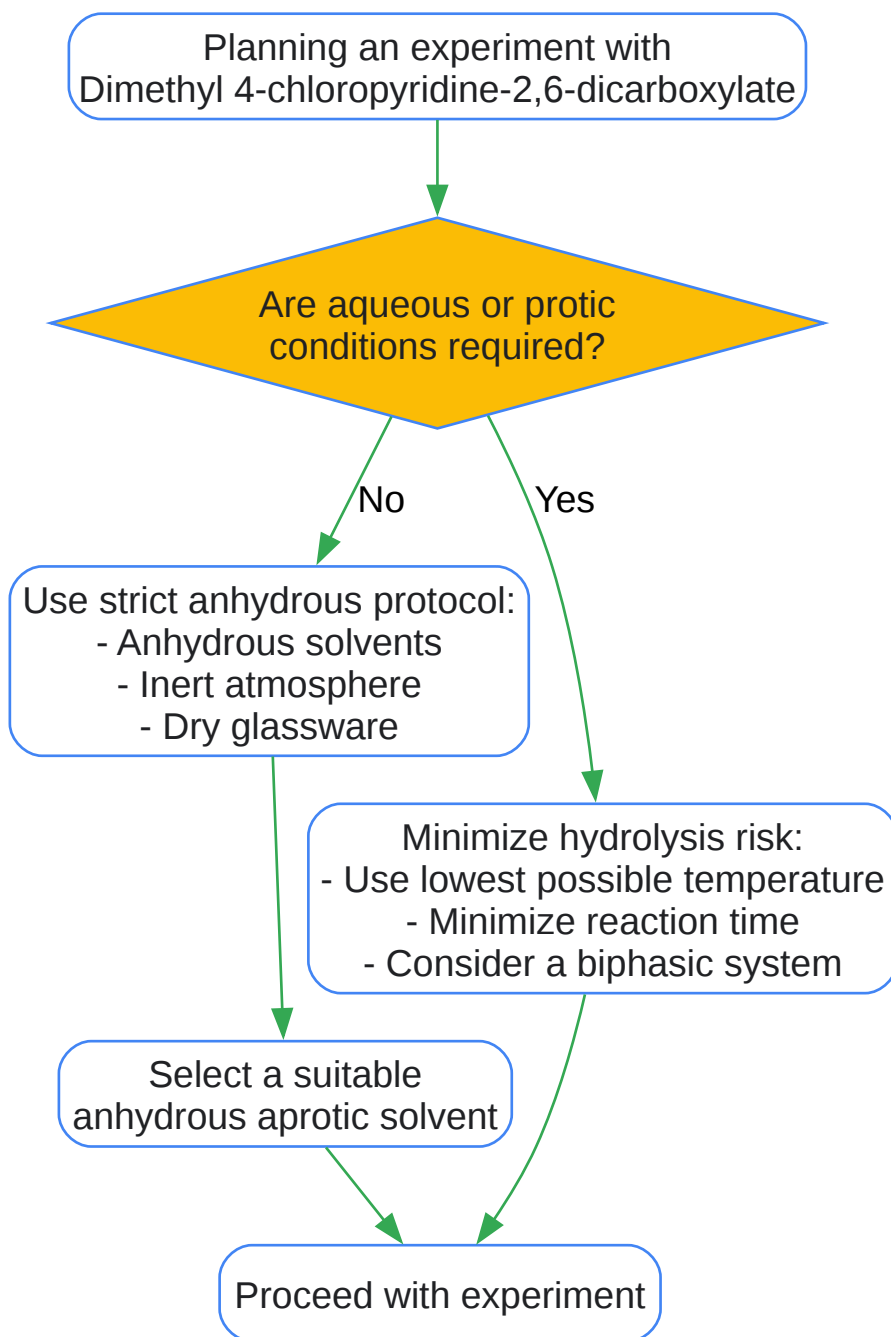 Planning an experiment with
Dimethyl 4-chloropyridine-2,6-dicarboxylate
Are aqueous or protic
conditions required?
No
Yes
Use strict anhydrous protocol:
- Anhydrous solvents
- Inert atmosphere
- Dry glassware
Minimize hydrolysis risk:
- Use lowest possible temperature
- Minimize reaction time
- Consider a biphasic system
Select a suitable
anhydrous aprotic solvent
Proceed with experiment